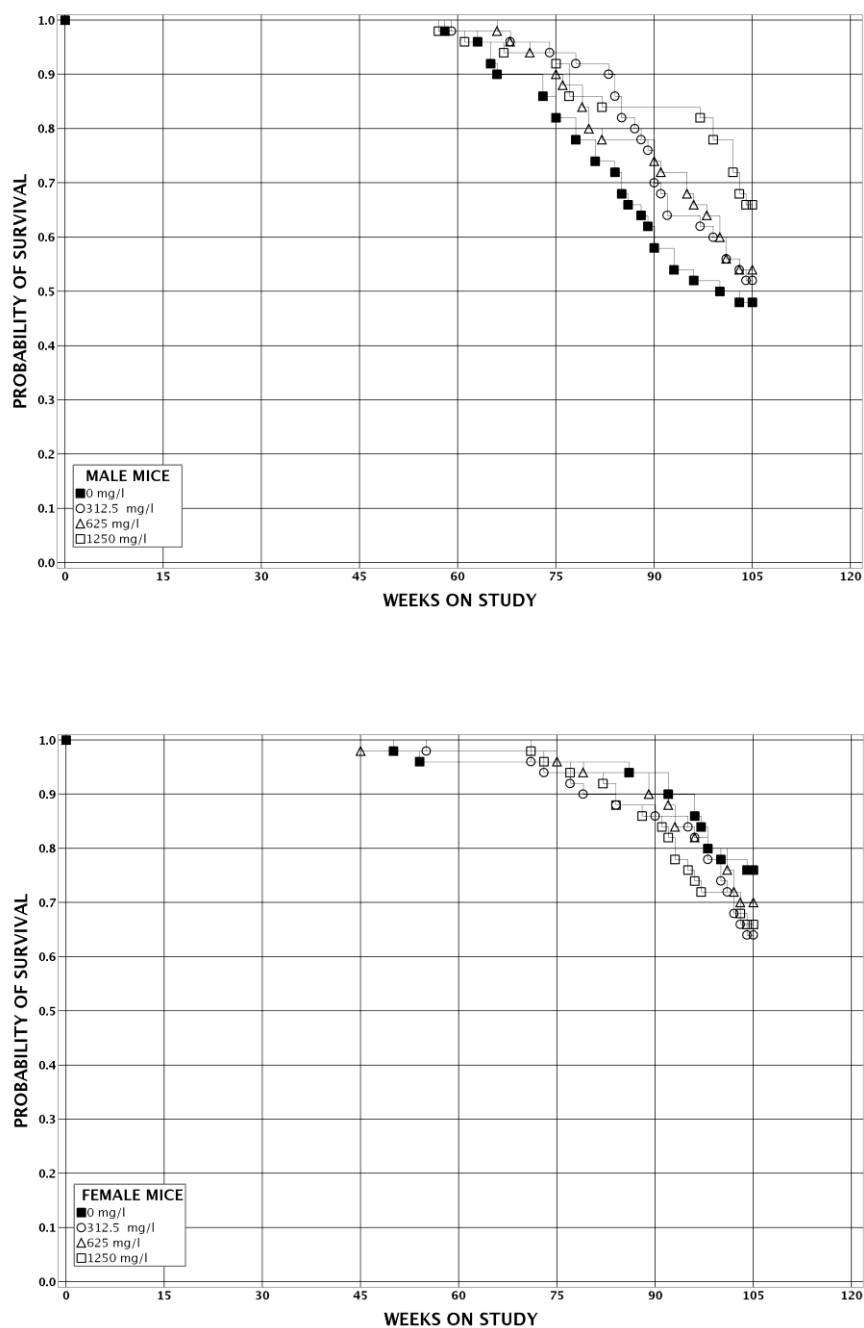 PROBABILITY OF SURVIVAL
1.0
0.9
0.8
0.7
0.6
0.5
0.4
0.3
0.2
0.1
0.0
MALE MICE
0 mg/l
312.5 mg/l
625 mg/l
1250 mg/l
0 15 30 45 60 75 90 105 120
WEEKS ON STUDY
PROBABILITY OF SURVIVAL
1.0
0.9
0.8
0.7
0.6
0.5
0.4
0.3
0.2
0.1
0.0
FEMALE MICE
0 mg/l
312.5 mg/l
625 mg/l
1250 mg/l
0 15 30 45 60 75 90 105 120
WEEKS ON STUDY